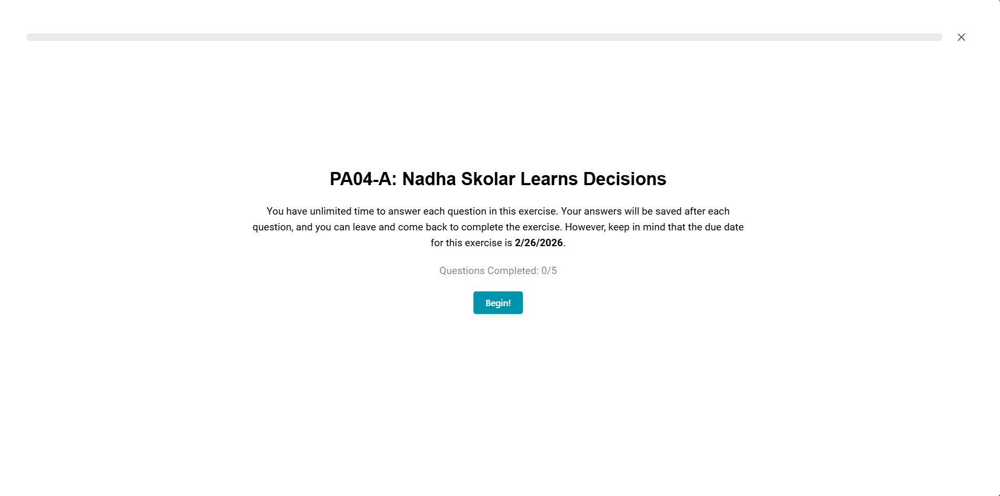 PA04-A: Nadha Skolar Learns Decisions
You have unlimited time to answer each question in this exercise. Your answers will be saved after each
question, and you can leave and come back to complete the exercise. However, keep in mind that the due date
for this exercise is 2/26/2026.
Questions Completed: 0/5
Begin!